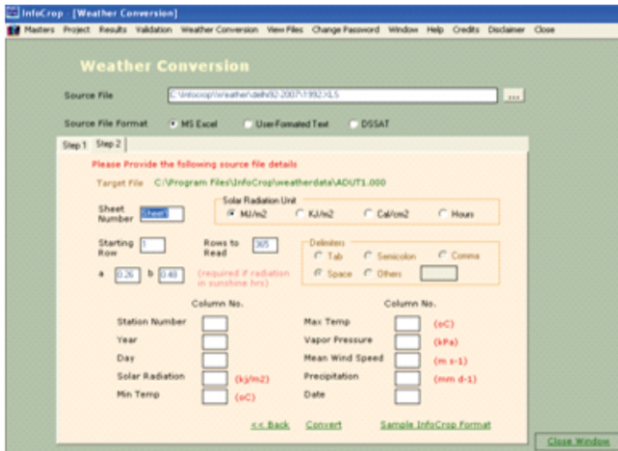 InfoCrop - [Weather Conversion]
Masters Project Results Validation Weather Conversion View Files Change Password Window Help Credits Disclaimer Close
Weather Conversion
Source File C:\Infocrop\Weather\delhi92-2007\1992.XLS ...
Source File Format MS Excel User-Formated Text DSSAT
Step 1 Step 2
Please Provide the following source file details
Target File C:\Program Files\InfoCrop\weatherdata\ADUT1.000
Solar Radiation Unit
Sheet Number Sheet1 MJ/m2 KJ/m2 Cal/cm2 Hours
Starting Row 1 Rows to Read 365
Delimiters
Tab Semicolon Comma
Space Others
a 0.26 b 0.48 (required if radiation in sunshine hrs)
Column No. Column No.
Station Number Max Temp (oC)
Year Vapor Pressure (kPa)
Day Mean Wind Speed (m s-1)
Solar Radiation (kj/m2) Precipitation (mm d-1)
Min Temp (oC) Date
<< Back Convert Sample InfoCrop Format
Close Window